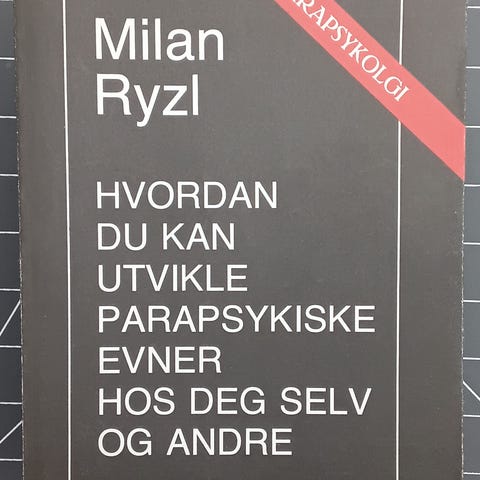 Milan
Ryzl
RAPSYKOLGI
HVORDAN
DU KAN
UTVIKLE
PARAPSYKISKE
EVNER
HOS DEG SELV
OG ANDRE